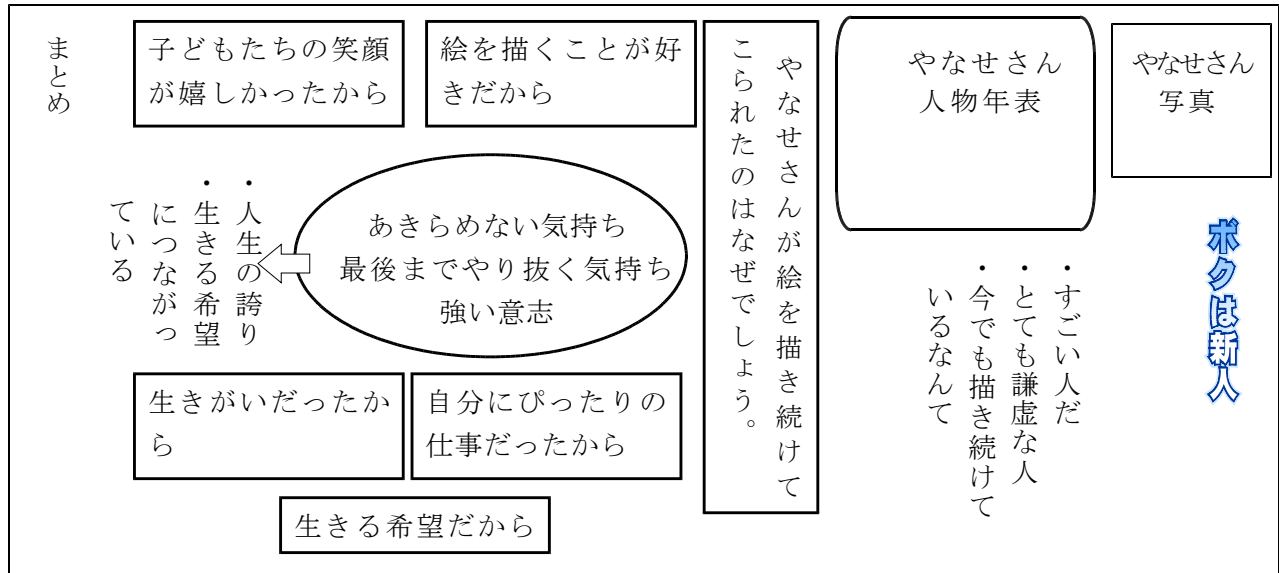 やなせさん
写真
ボクは新人
やなせさん
人物年表
・すごい人だ
・とても謙虚な人
・今でも描き続けて
いるなんて
やなせさんが絵を描き続けて
こられたのはなぜでしょう。
絵を描くことが好
きだから
子どもたちの笑顔
が嬉しかったから
あきらめない気持ち
最後までやり抜く気持ち
強い意志
・人生の誇り
・生きる希望
につながっ
ている
自分にぴったりの
仕事だったから
生きがいだったか
ら
生きる希望だから
まとめ